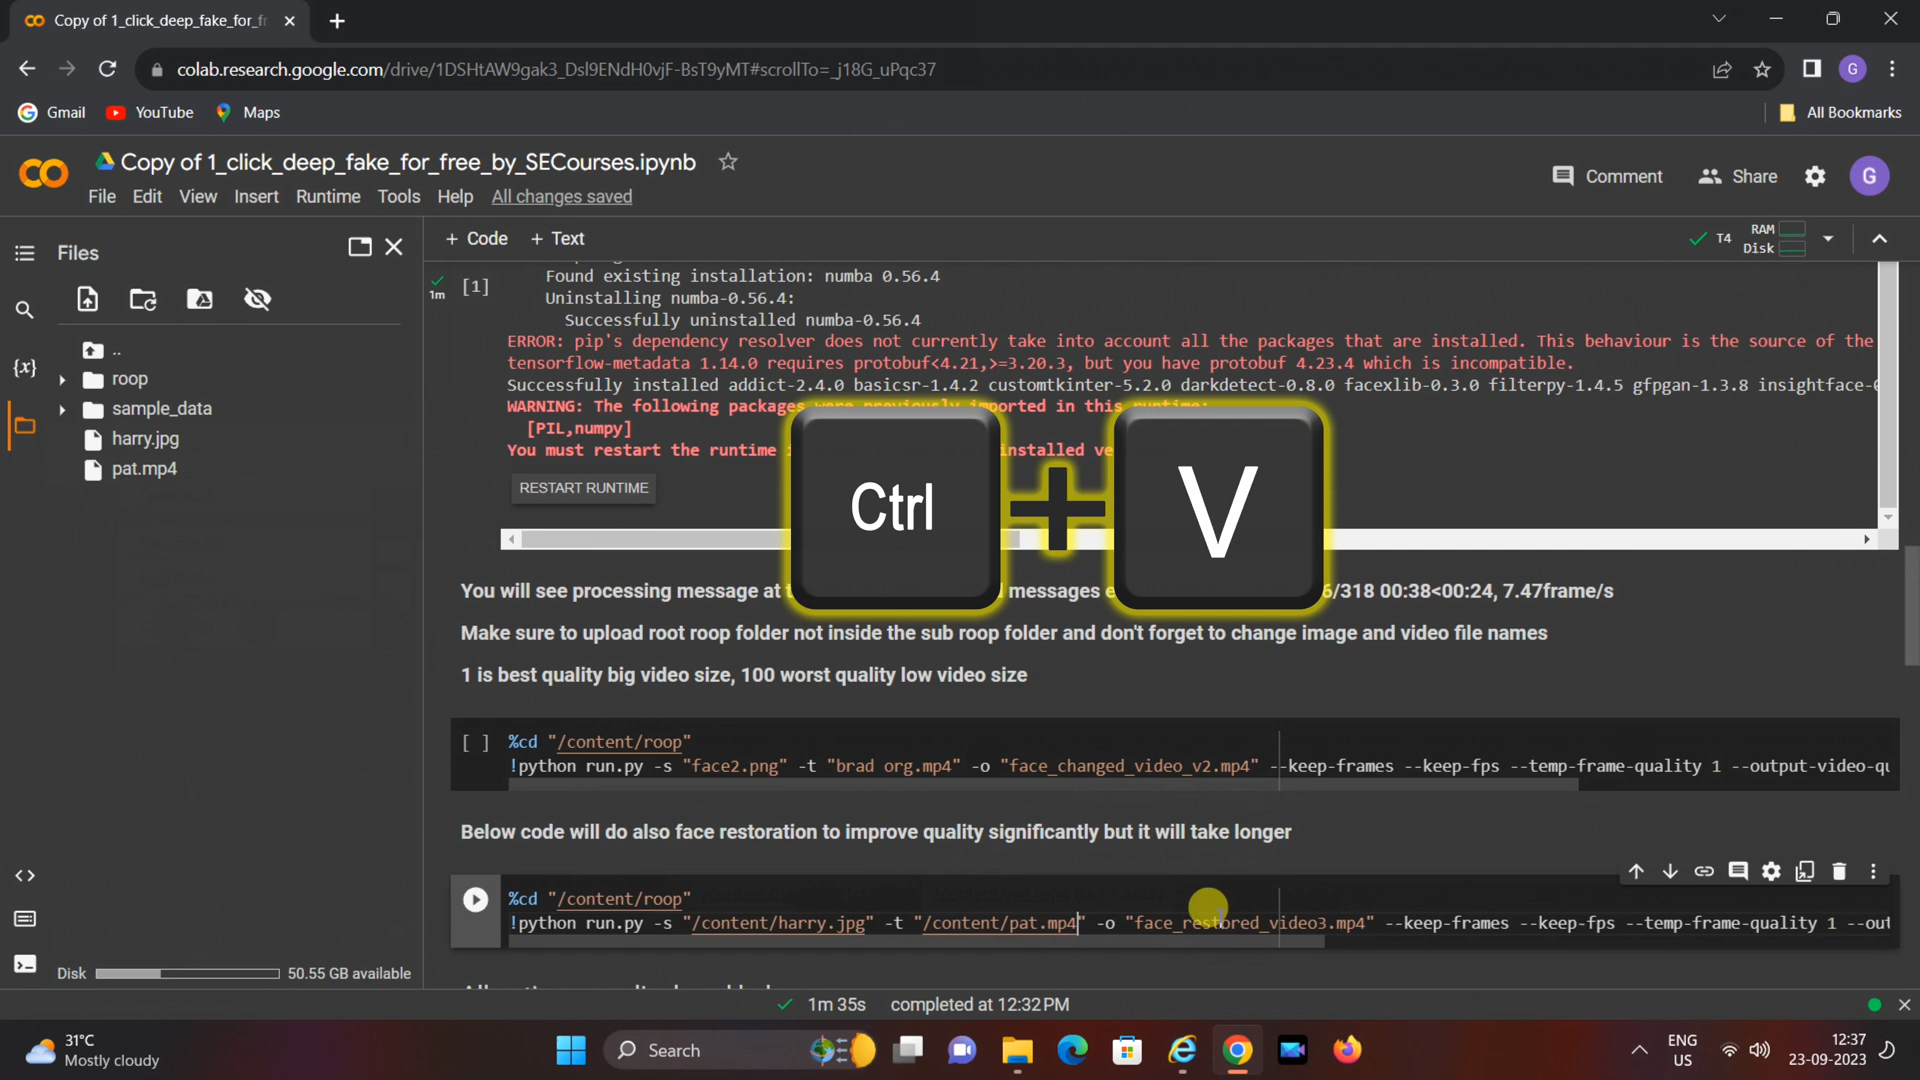 Copy of 1_click_deep_fake_for_fr
colab.research.google.com/drive/1DSHtAW9gak3_Dsl9ENdH0vjF-BsT9yMT#scrollTo=_j18G_uPqc37
G
Gmail YouTube Maps All Bookmarks
Copy of 1_click_deep_fake_for_free_by_SECourses.ipynb
Comment Share G
File Edit View Insert Runtime Tools Help All changes saved
Files
+ Code + Text
T4 RAM Disk
..
roop
sample_data
harry.jpg
pat.mp4
1m [1]
Found existing installation: numba 0.56.4
Uninstalling numba-0.56.4:
Successfully uninstalled numba-0.56.4
ERROR: pip's dependency resolver does not currently take into account all the packages that are installed. This behaviour is the source of the
tensorflow-metadata 1.14.0 requires protobuf<4.21,>=3.20.3, but you have protobuf 4.23.4 which is incompatible.
Successfully installed addict-2.4.0 basicsr-1.4.2 customtkinter-5.2.0 darkdetect-0.8.0 facexlib-0.3.0 filterpy-1.4.5 gfpgan-1.3.8 insightface-
WARNING: The following packages were previously imported in this runtime:
[PIL,numpy]
You must restart the runtime installed ve
RESTART RUNTIME
Ctrl + V
You will see processing message at messages 6/318 00:38<00:24, 7.47frame/s
Make sure to upload root roop folder not inside the sub roop folder and don't forget to change image and video file names
1 is best quality big video size, 100 worst quality low video size
[ ] %cd "/content/roop"
!python run.py -s "face2.png" -t "brad org.mp4" -o "face_changed_video_v2.mp4" --keep-frames --keep-fps --temp-frame-quality 1 --output-video-qu
Below code will do also face restoration to improve quality significantly but it will take longer
%cd "/content/roop"
!python run.py -s "/content/harry.jpg" -t "/content/pat.mp4" -o "face_restored_video3.mp4" --keep-frames --keep-fps --temp-frame-quality 1 --out
Disk 50.55 GB available
1m 35s completed at 12:32 PM
31°C
Mostly cloudy
Search
ENG
US
12:37
23-09-2023